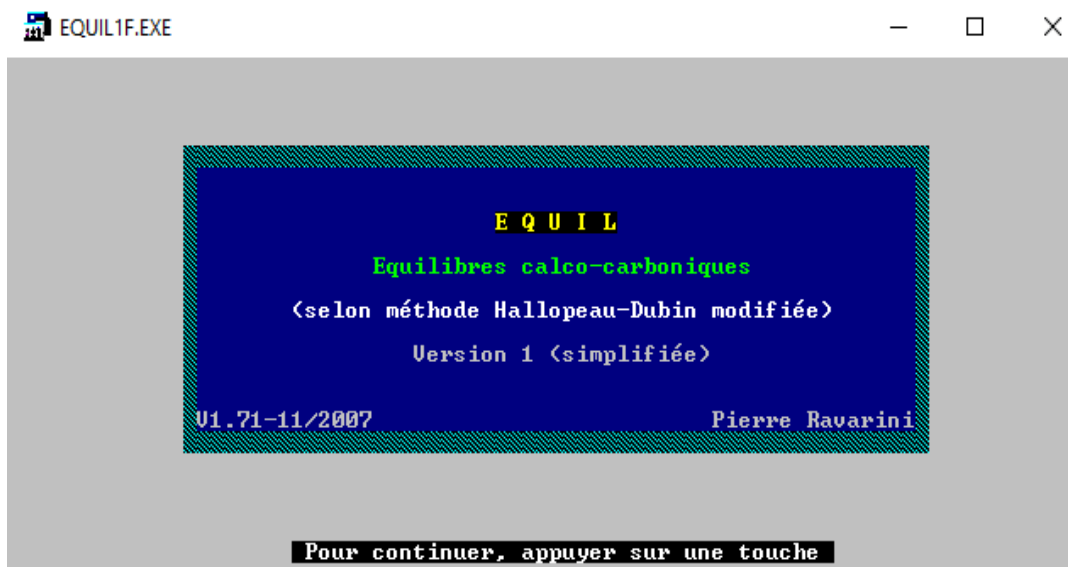 EQUIL1F.EXE
E Q U I L
Equilibres calco-carboniques
(selon méthode Hallopeau-Dubin modifiée)
Version 1 (simplifiée)
V1.71-11/2007 Pierre Ravarini
Pour continuer, appuyer sur une touche